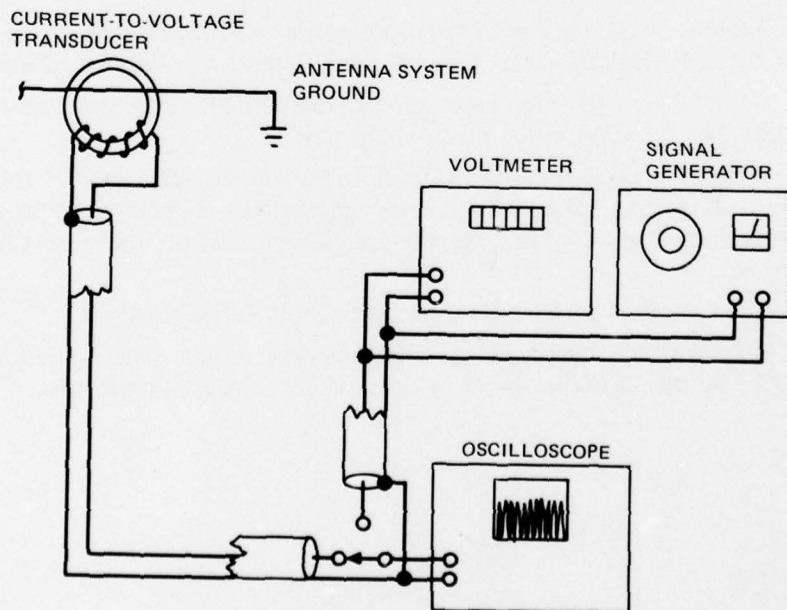 CURRENT-TO-VOLTAGE
TRANSDUCER
ANTENNA SYSTEM
GROUND
VOLTMETER
SIGNAL
GENERATOR
OSCILLOSCOPE